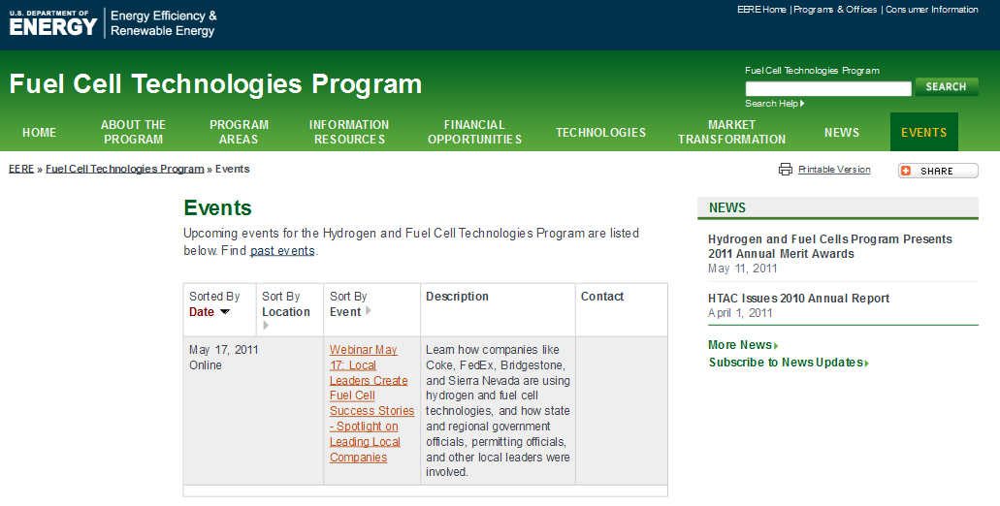 U.S. DEPARTMENT OF
ENERGY
Energy Efficiency &
Renewable Energy
EERE Home | Programs & Offices | Consumer Information
Fuel Cell Technologies Program
Fuel Cell Technologies Program
SEARCH
Search Help
HOME
ABOUT THE
PROGRAM
PROGRAM
AREAS
INFORMATION
RESOURCES
FINANCIAL
OPPORTUNITIES
TECHNOLOGIES
MARKET
TRANSFORMATION
NEWS
EVENTS
EERE » Fuel Cell Technologies Program » Events
Printable Version
SHARE
Events
Upcoming events for the Hydrogen and Fuel Cell Technologies Program are listed
below. Find past events.
Sorted By
Date
Sort By
Location
Sort By
Event
Description
Contact
May 17, 2011
Online
Webinar May
17: Local
Leaders Create
Fuel Cell
Success Stories
- Spotlight on
Leading Local
Companies
Learn how companies like
Coke, FedEx, Bridgestone,
and Sierra Nevada are using
hydrogen and fuel cell
technologies, and how state
and regional government
officials, permitting officials,
and other local leaders were
involved.
NEWS
Hydrogen and Fuel Cells Program Presents
2011 Annual Merit Awards
May 11, 2011
HTAC Issues 2010 Annual Report
April 1, 2011
More News
Subscribe to News Updates